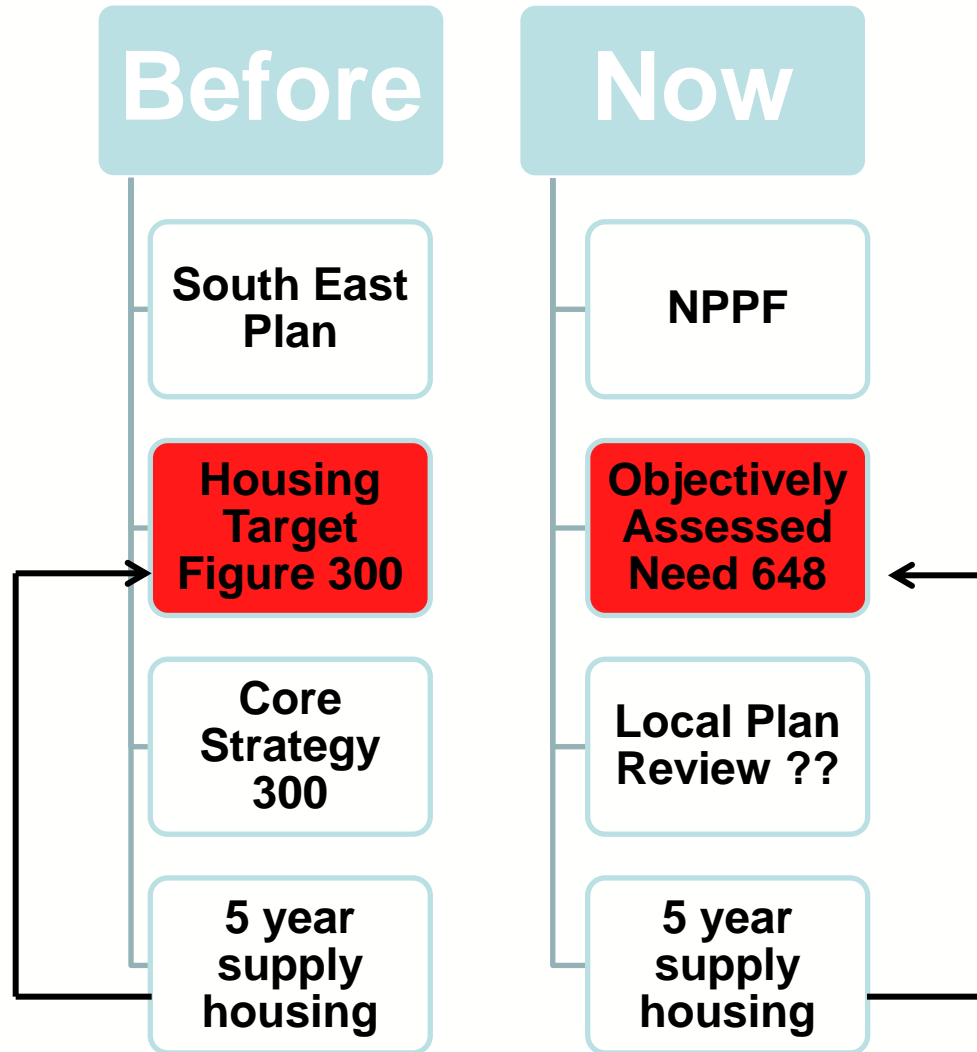 Before
South East
Plan
Housing
Target
Figure 300
Core
Strategy
300
5 year
supply
housing
Now
NPPF
Objectively
Assessed
Need 648
Local Plan
Review ??
5 year
supply
housing